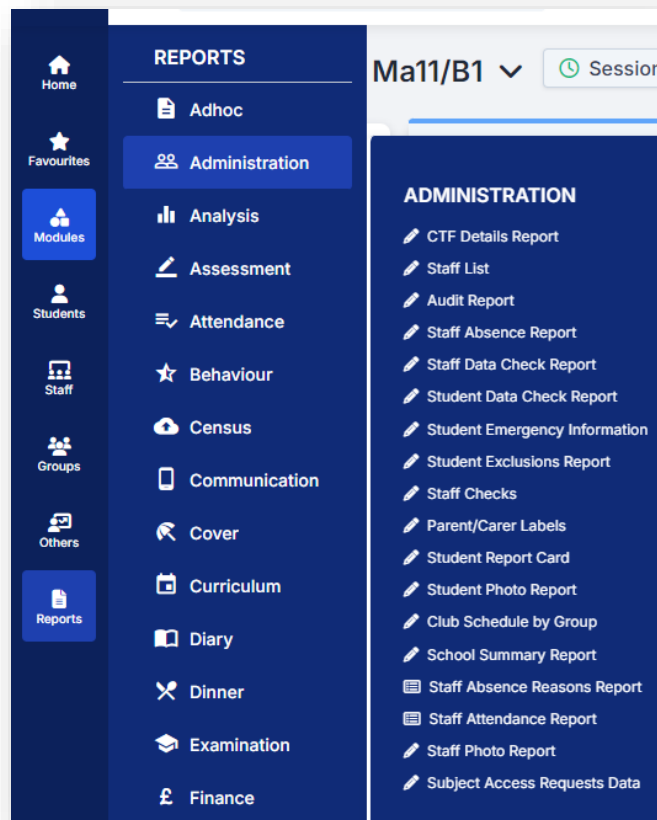 Home
Favourites
Modules
Students
Staff
Groups
Others
Reports
REPORTS
Adhoc
Administration
Analysis
Assessment
Attendance
Behaviour
Census
Communication
Cover
Curriculum
Diary
Dinner
Examination
£ Finance
Ma11/B1
Session
ADMINISTRATION
CTF Details Report
Staff List
Audit Report
Staff Absence Report
Staff Data Check Report
Student Data Check Report
Student Emergency Information
Student Exclusions Report
Staff Checks
Parent/Carer Labels
Student Report Card
Student Photo Report
Club Schedule by Group
School Summary Report
Staff Absence Reasons Report
Staff Attendance Report
Staff Photo Report
Subject Access Requests Data